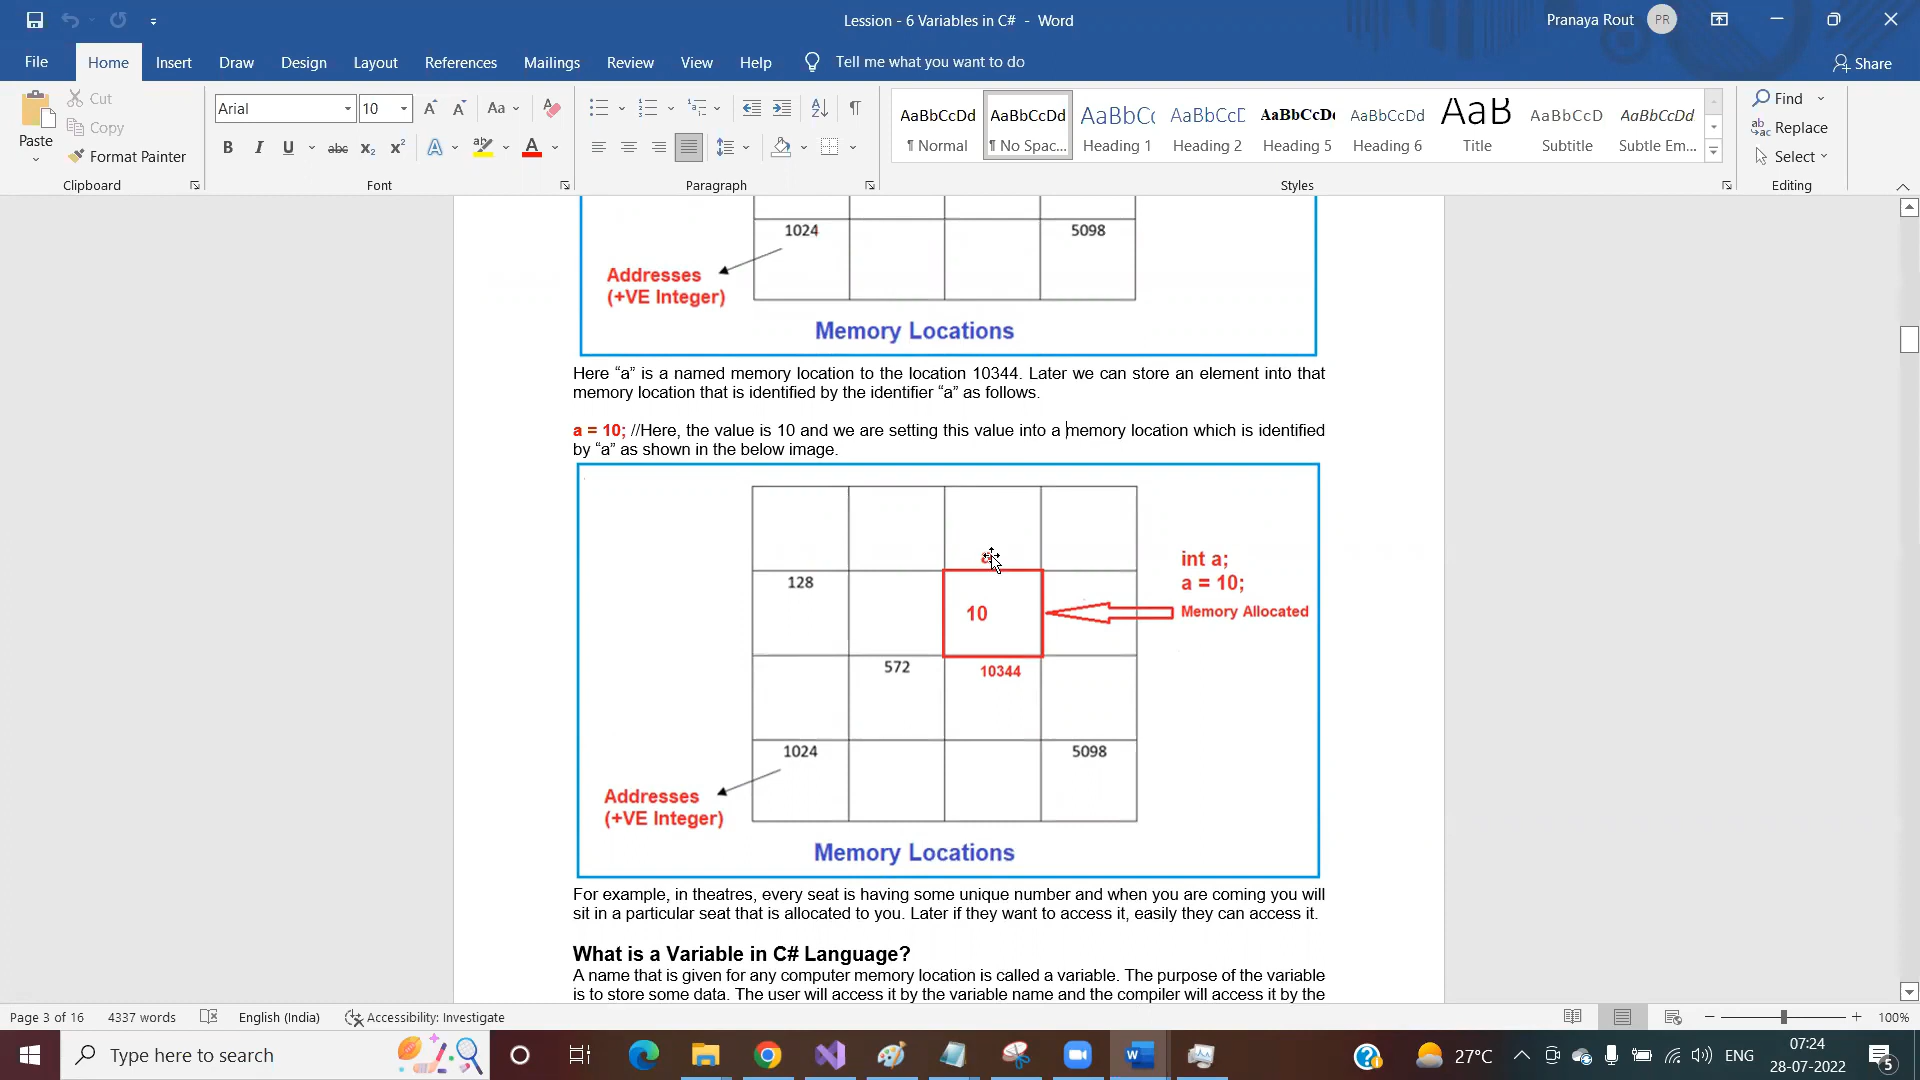 Lession - 6 Variables in C# - Word
Pranaya Rout PR
File Home Insert Draw Design Layout References Mailings Review View Help Tell me what you want to do Share
Paste
Cut
Copy
Format Painter
Clipboard
Arial 10
Font
Paragraph
AaBbCcDd AaBbCcDd AaBbCc AaBbCcD AaBbCcDc AaBbCcDd AaB AaBbCcD AaBbCcDd
¶ Normal ¶ No Spac... Heading 1 Heading 2 Heading 5 Heading 6 Title Subtitle Subtle Em...
Styles
Find
Replace
Select
Editing
1024 5098
Addresses
(+VE Integer)
Memory Locations
Here “a” is a named memory location to the location 10344. Later we can store an element into that
memory location that is identified by the identifier “a” as follows.
a = 10; //Here, the value is 10 and we are setting this value into a memory location which is identified
by “a” as shown in the below image.
128
10
int a;
a = 10;
Memory Allocated
572 10344
1024 5098
Addresses
(+VE Integer)
Memory Locations
For example, in theatres, every seat is having some unique number and when you are coming you will
sit in a particular seat that is allocated to you. Later if they want to access it, easily they can access it.
What is a Variable in C# Language?
A name that is given for any computer memory location is called a variable. The purpose of the variable
is to store some data. The user will access it by the variable name and the compiler will access it by the
Page 3 of 16 4337 words English (India) Accessibility: Investigate 100%
Type here to search
27°C ENG
07:24
28-07-2022
5